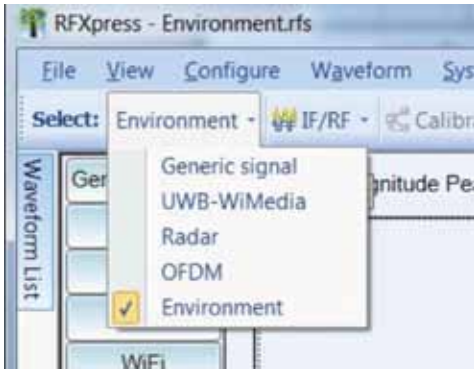 RFXpress - Environment.rfs
File View Configure Waveform
Select: Environment IF/RF
Generic signal
UWB-WiMedia
Radar
OFDM
Environment
Waveform List
WiFi